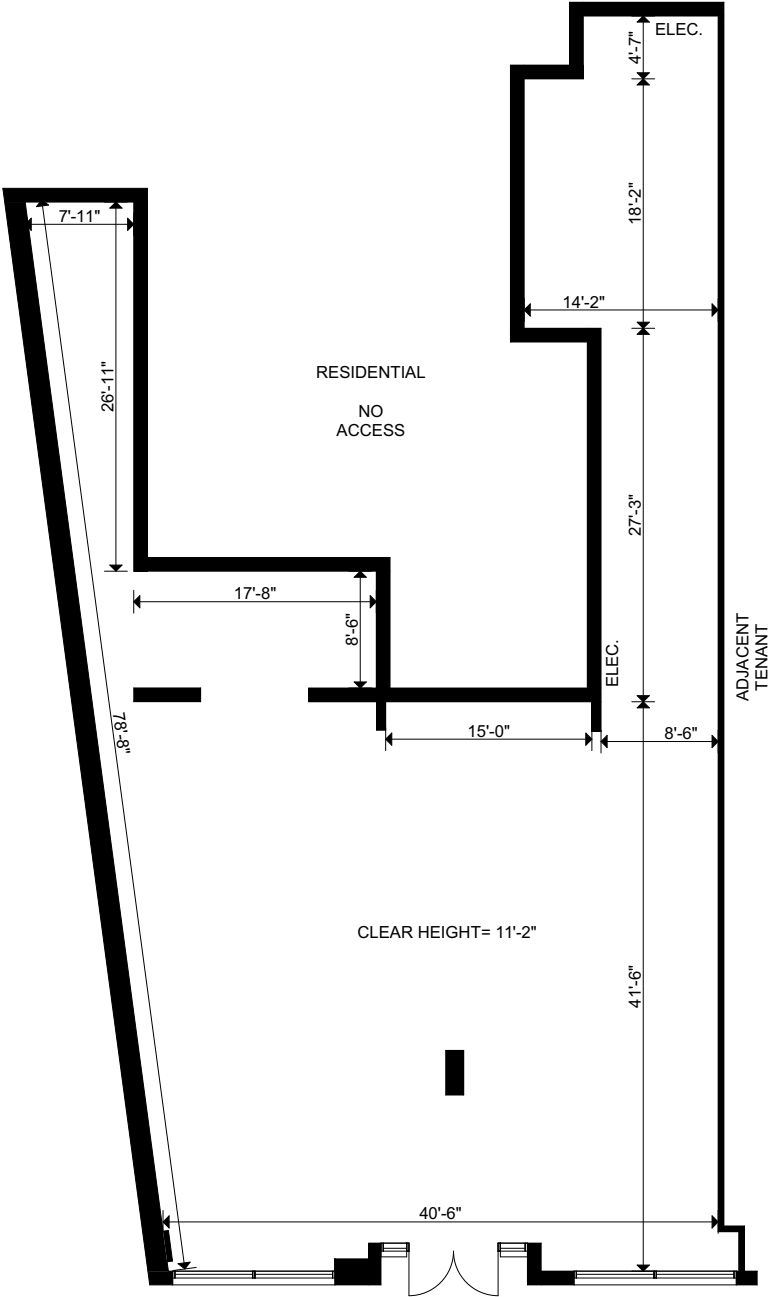 ELEC.
4'-7"
18'-2"
7'-11"
14'-2"
26'-11"
RESIDENTIAL
NO
ACCESS
27'-3"
17'-8"
8'-6"
ELEC.
ADJACENT
TENANT
78'-8"
15'-0"
8'-6"
CLEAR HEIGHT= 11'-2"
41'-6"
40'-6"